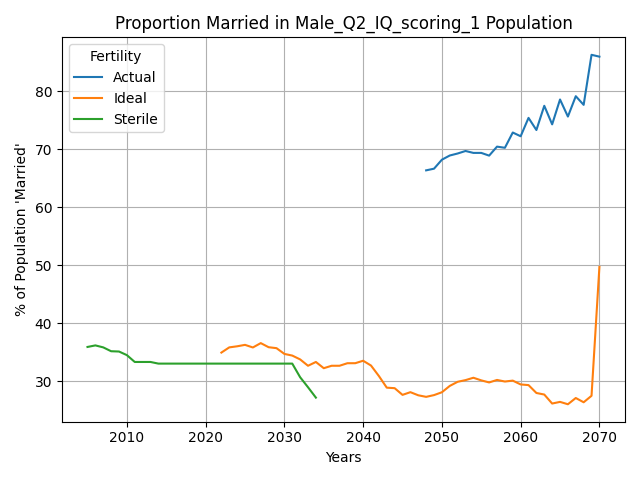 Proportion Married in Male_Q2_IQ_scoring_1 Population
Fertility
Actual
Ideal
Sterile
% of Population 'Married'
80
70
60
50
40
30
2010
2020
2030
2040
2050
2060
2070
Years